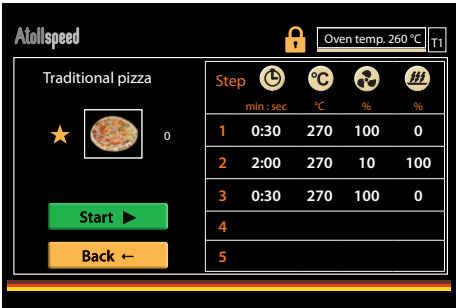 Atollspeed
Oven temp. 260 °C T1
Traditional pizza
0
Start
Back ←
Step °C
min : sec °C % %
1 0:30 270 100 0
2 2:00 270 10 100
3 0:30 270 100 0
4
5